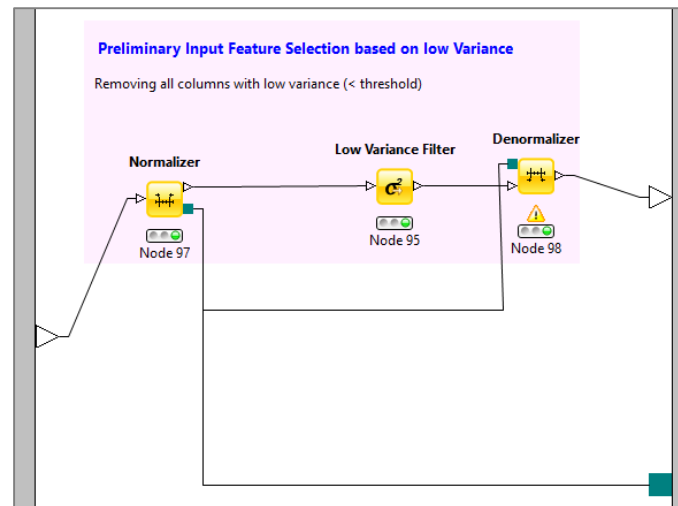 Preliminary Input Feature Selection based on low Variance
Removing all columns with low variance (< threshold)
Normalizer
Low Variance Filter
Denormalizer
σ²
Node 97
Node 95
Node 98